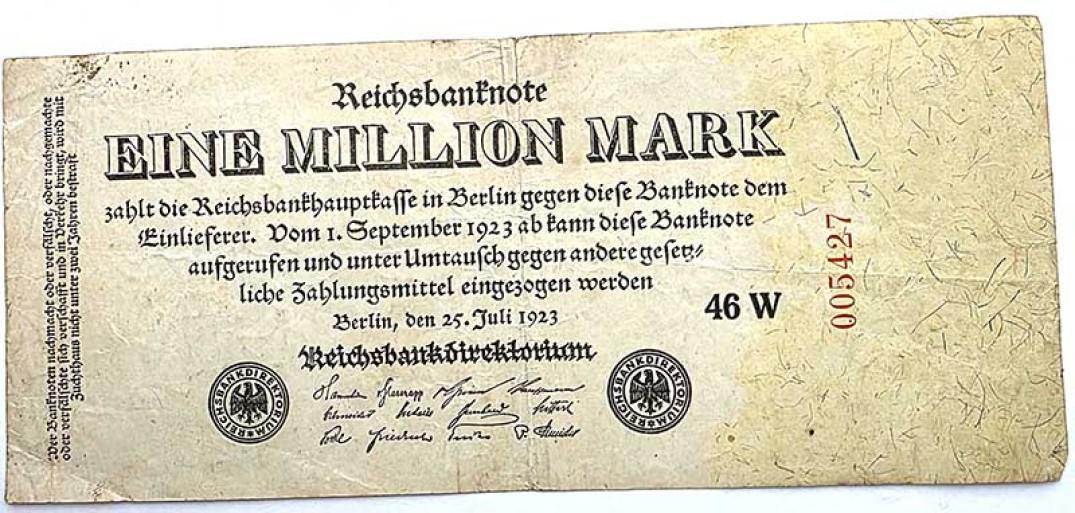 Reichsbanknote
EINE MILLION MARK
zahlt die Reichsbankhauptkasse in Berlin gegen diese Banknote dem
Einlieferer. Vom 1. September 1923 ab kann diese Banknote
aufgerufen und unter Umtausch gegen andere gesetz-
liche Zahlungsmittel eingezogen werden
Berlin, den 25. Juli 1923
Reichsbankdirektorium
REICHSBANKDIREKTORIUM
REICHSBANKDIREKTORIUM
46 W
005427
Wer Banknoten nachmacht oder verfälscht, oder nachgemachte
oder verfälschte sich verschafft und in Verkehr bringt, wird mit
Zuchthaus nicht unter zwei Jahren bestraft